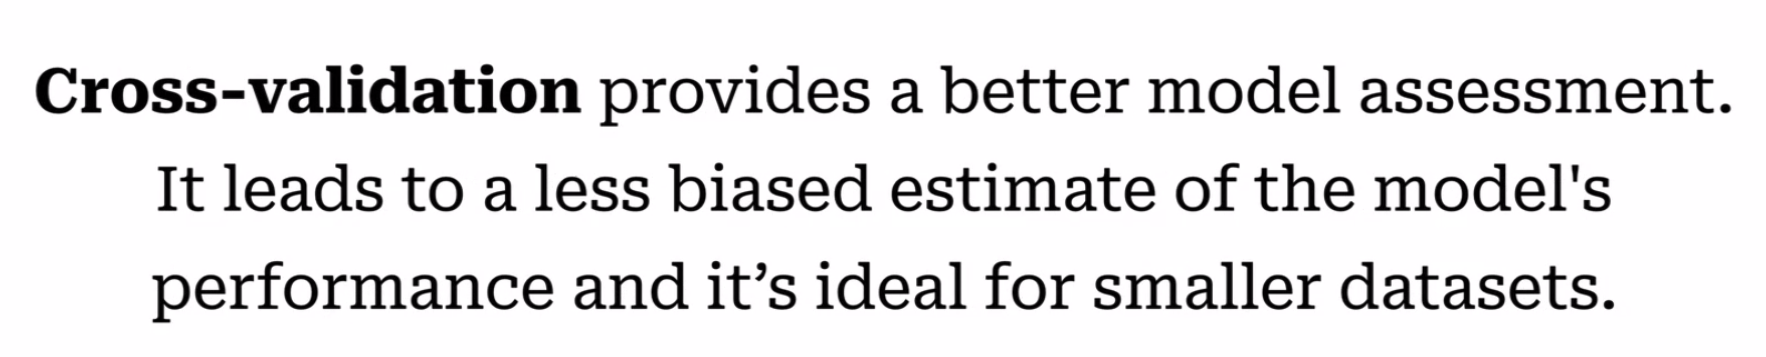 Cross-validation provides a better model assessment.
It leads to a less biased estimate of the model's
performance and it’s ideal for smaller datasets.